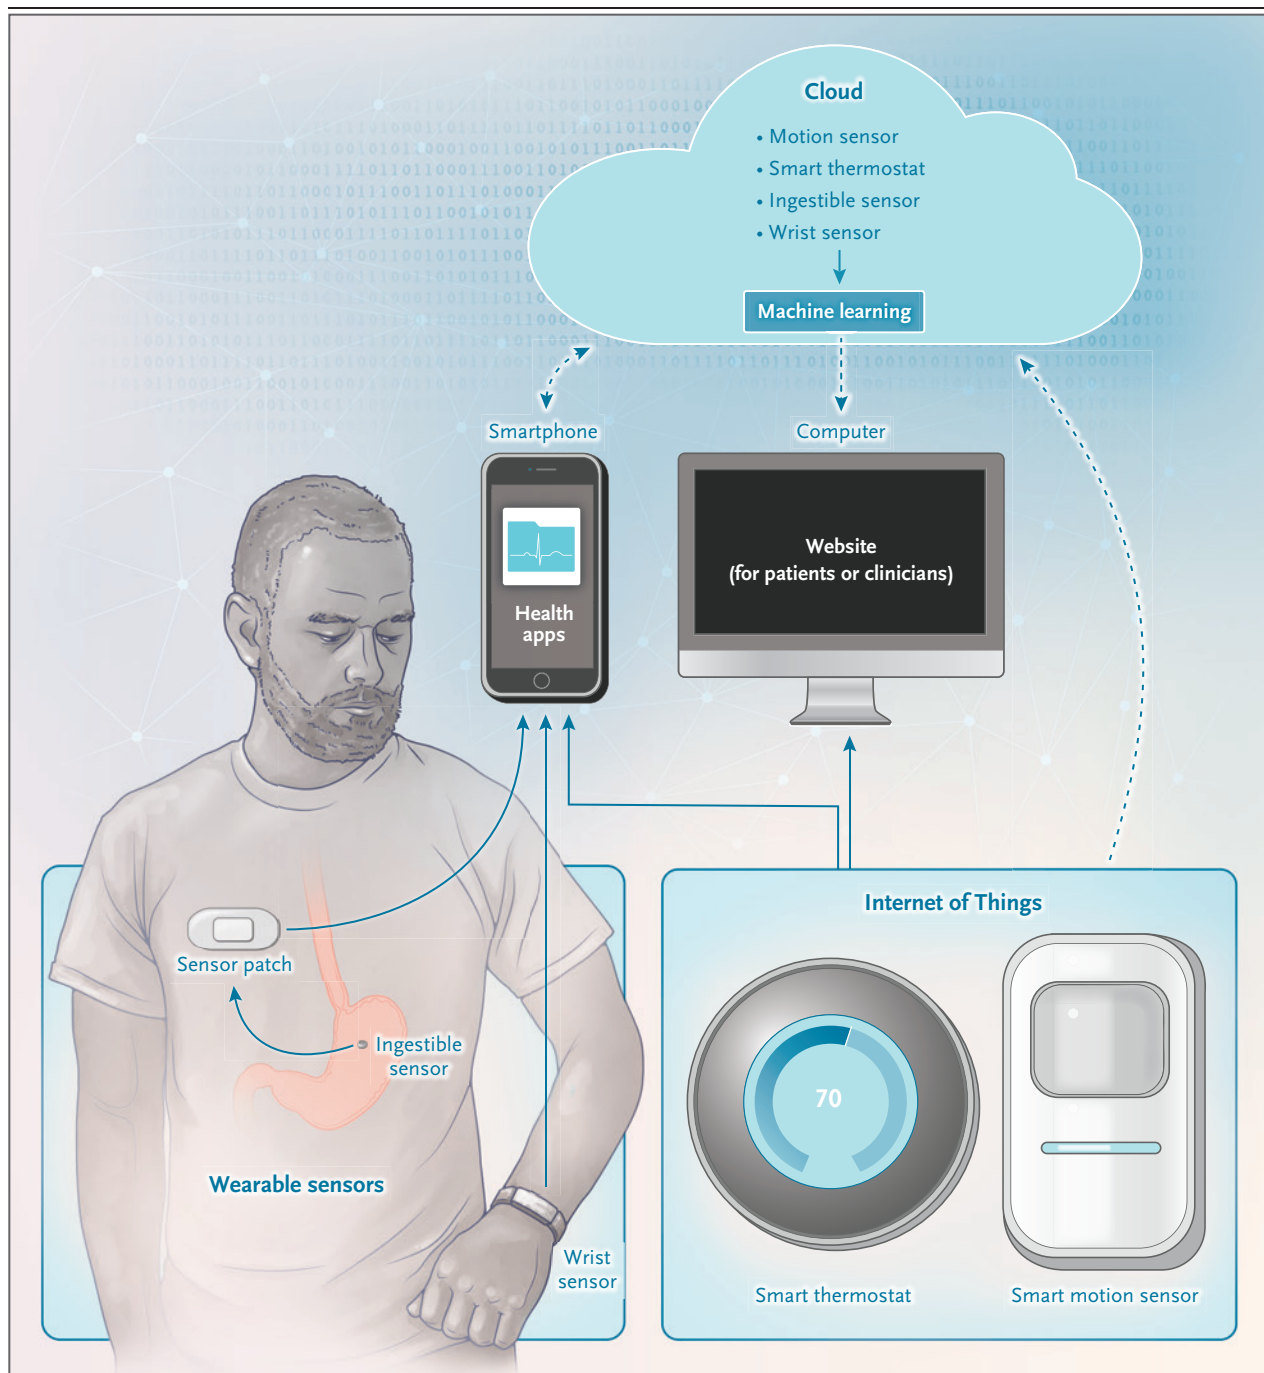 Cloud
• Motion sensor
• Smart thermostat
• Ingestible sensor
• Wrist sensor
Machine learning
Smartphone
Computer
Health
apps
Website
(for patients or clinicians)
Sensor patch
Ingestible
sensor
Wearable sensors
Wrist
sensor
Internet of Things
70
Smart thermostat
Smart motion sensor